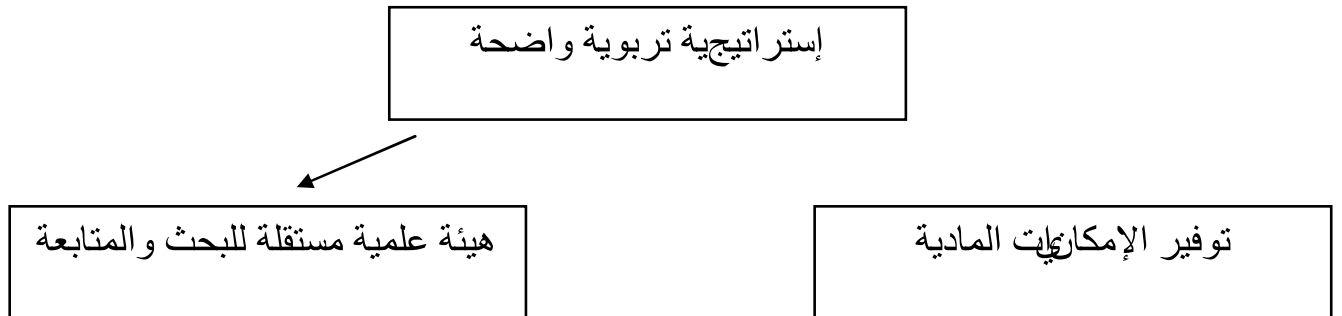 إستراتيجية تربوية واضحة
توفير الإمكانيات المادية
هيئة علمية مستقلة للبحث والمتابعة